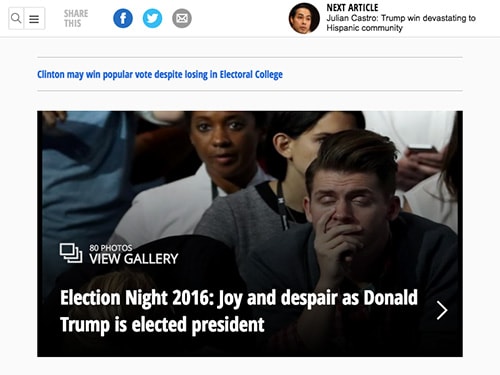 SHARE
THIS
NEXT ARTICLE
Julian Castro: Trump win devastating to
Hispanic community
Clinton may win popular vote despite losing in Electoral College
80 PHOTOS
VIEW GALLERY
Election Night 2016: Joy and despair as Donald
Trump is elected president